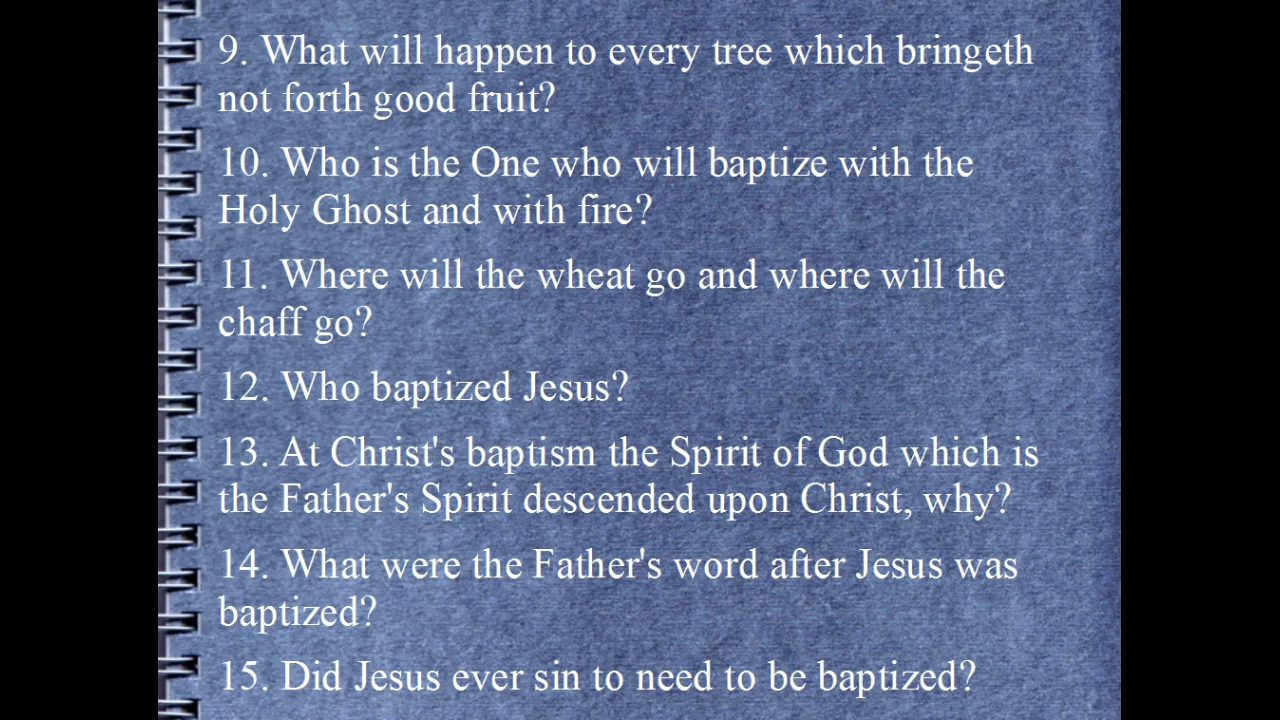 9. What will happen to every tree which bringeth
not forth good fruit?
10. Who is the One who will baptize with the
Holy Ghost and with fire?
11. Where will the wheat go and where will the
chaff go?
12. Who baptized Jesus?
13. At Christ's baptism the Spirit of God which is
the Father's Spirit descended upon Christ, why?
14. What were the Father's word after Jesus was
baptized?
15. Did Jesus ever sin to need to be baptized?